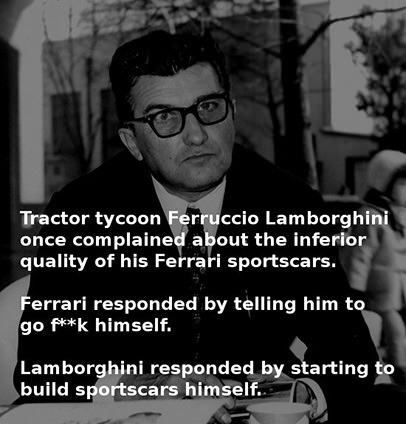 Tractor tycoon Ferruccio Lamborghini
once complained about the inferior
quality of his Ferrari sportscars.
Ferrari responded by telling him to
go f**k himself.
Lamborghini responded by starting to
build sportscars himself.